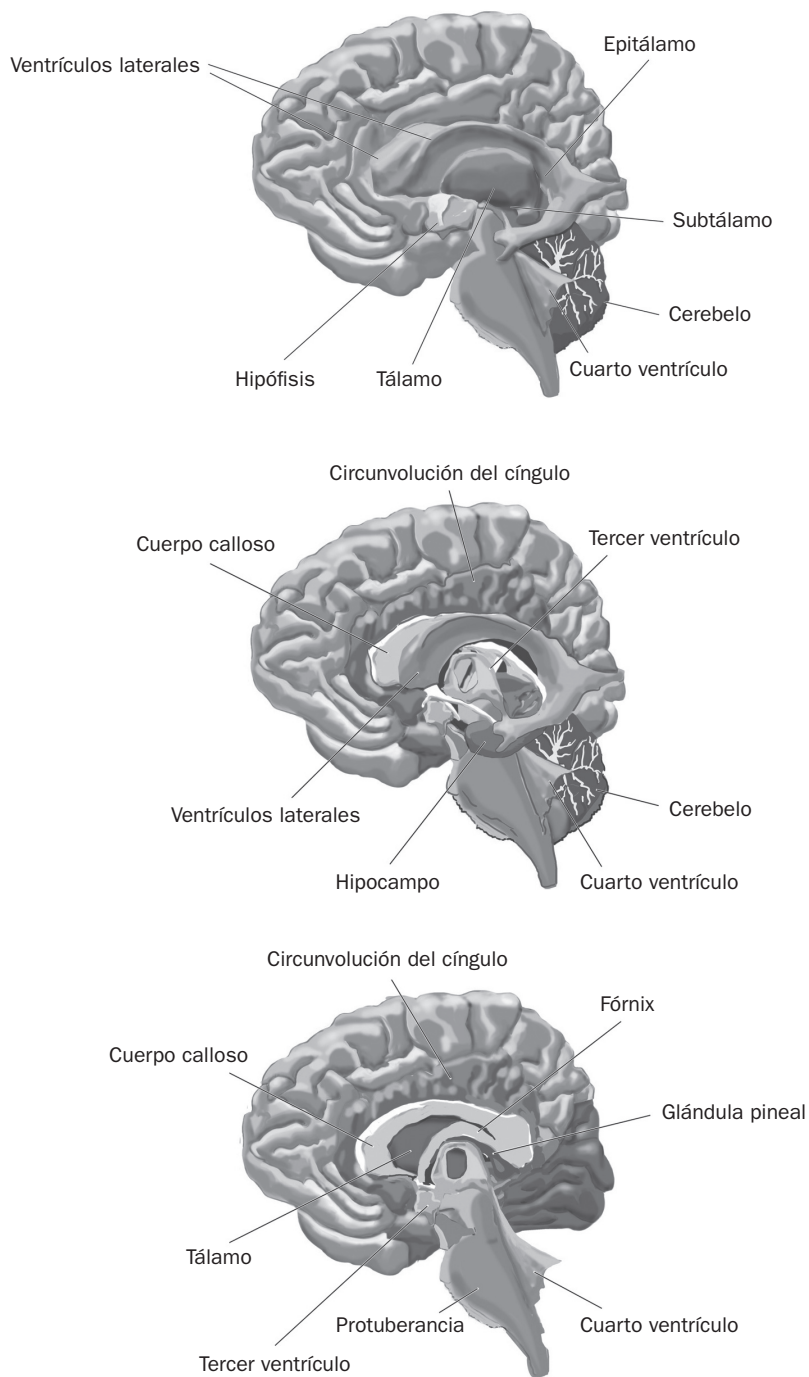 Epitálamo
Ventrículos laterales
Subtálamo
Cerebelo
Cuarto ventrículo
Hipófisis
Tálamo
Circunvolución del cíngulo
Tercer ventrículo
Cuerpo calloso
Ventrículos laterales
Cerebelo
Hipocampo
Cuarto ventrículo
Circunvolución del cíngulo
Fórnix
Cuerpo calloso
Glándula pineal
Tálamo
Protuberancia
Cuarto ventrículo
Tercer ventrículo